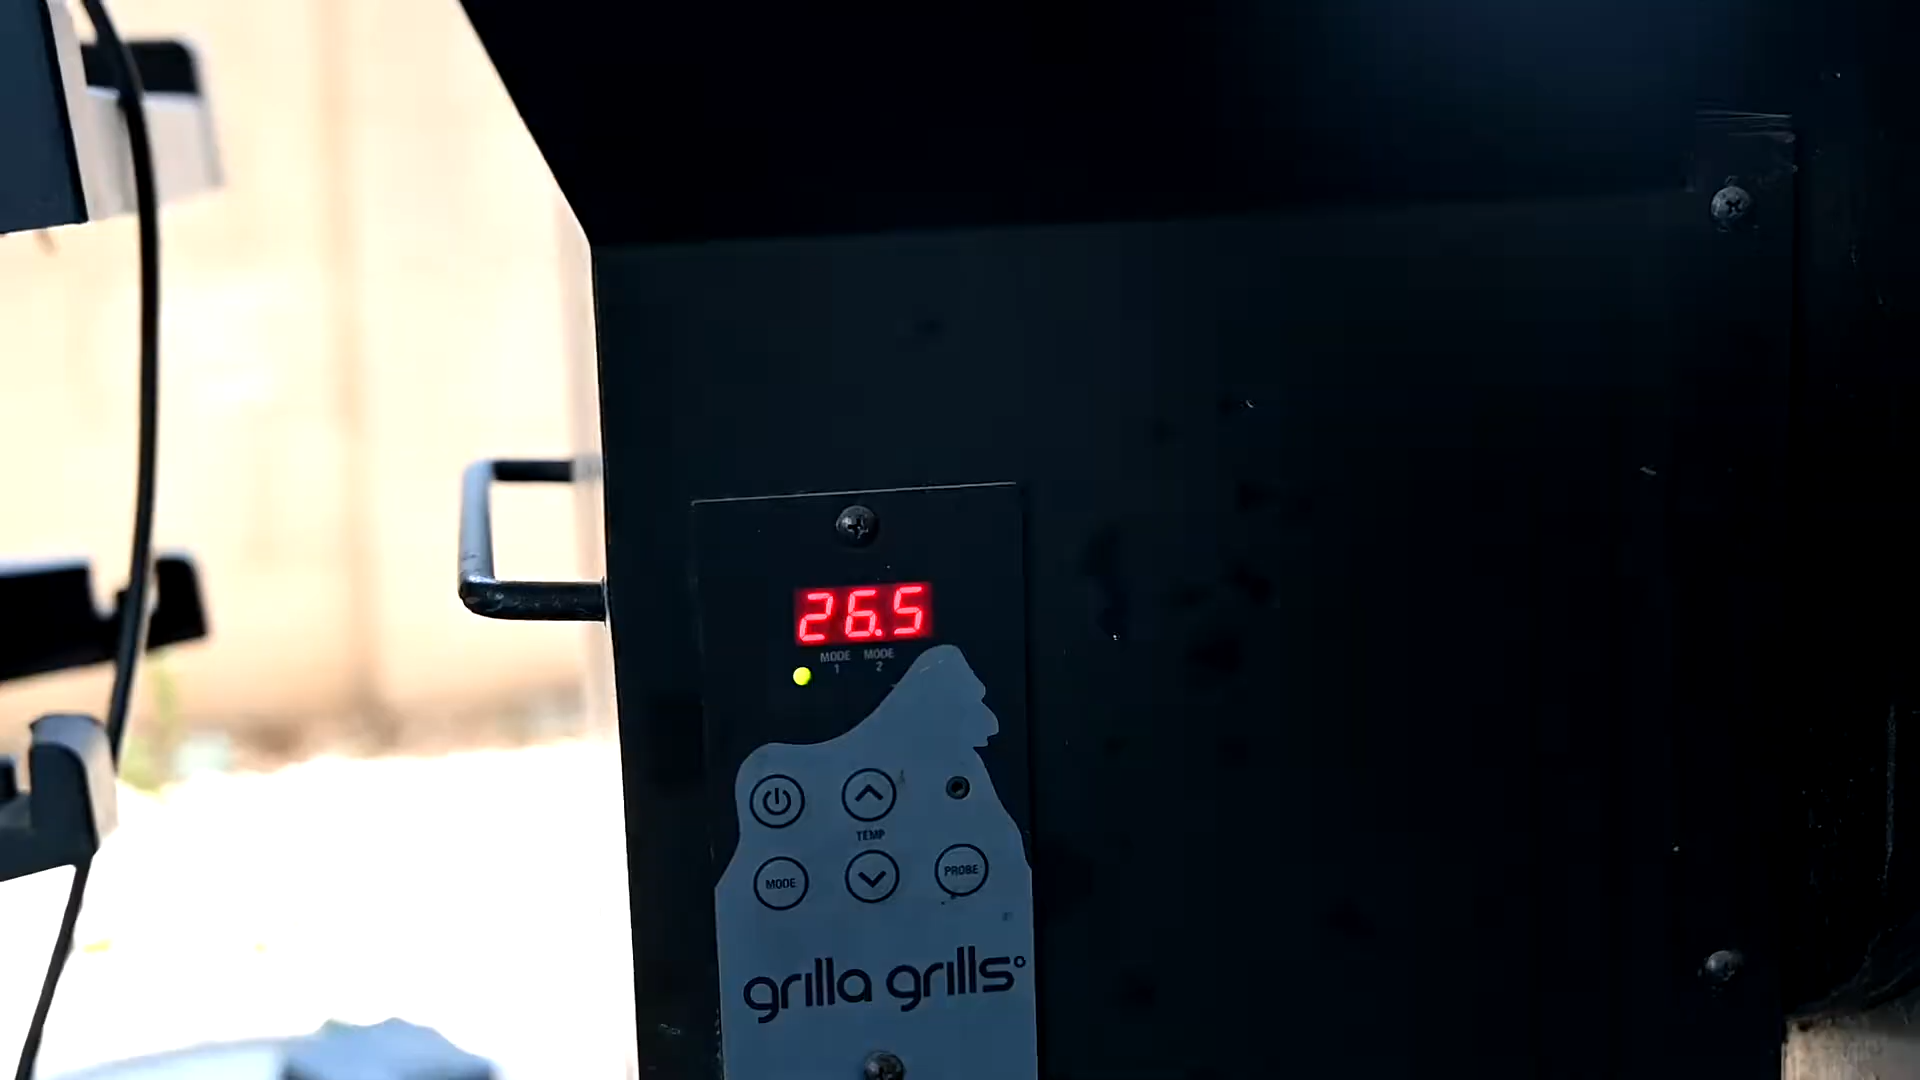 26.5
MODE MODE
1 2
TEMP
MODE
PROBE
grilla grills